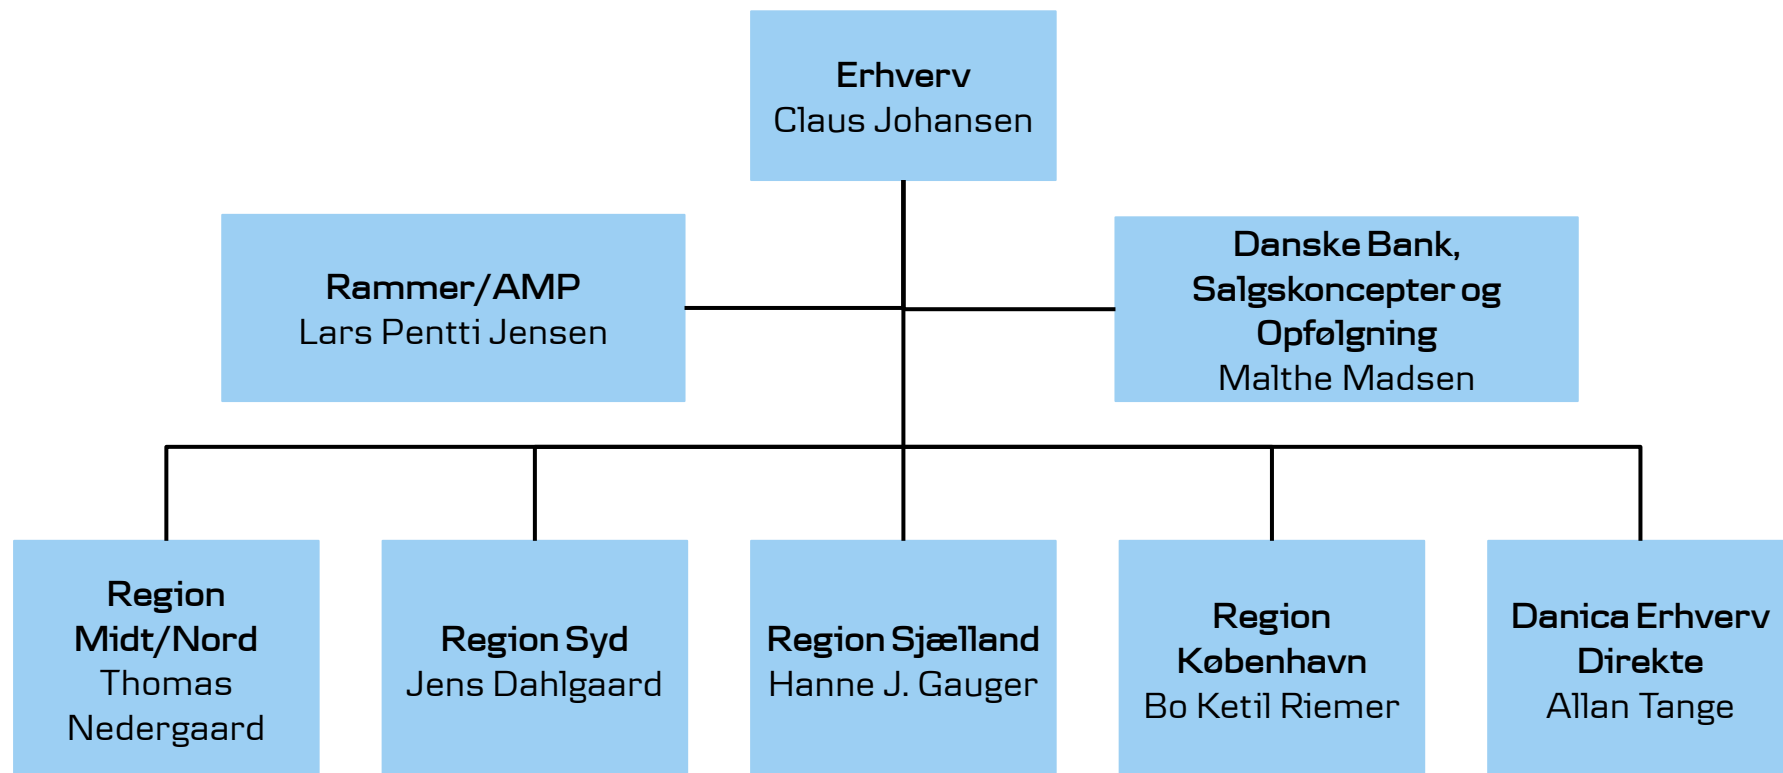 Erhverv
Claus Johansen
Rammer/AMP
Lars Pentti Jensen
Danske Bank,
Salgskoncepter og
Opfølgning
Malthe Madsen
Region
Midt/Nord
Thomas
Nedergaard
Region Syd
Jens Dahlgaard
Region Sjælland
Hanne J. Gauger
Region
København
Bo Ketil Riemer
Danica Erhverv
Direkte
Allan Tange